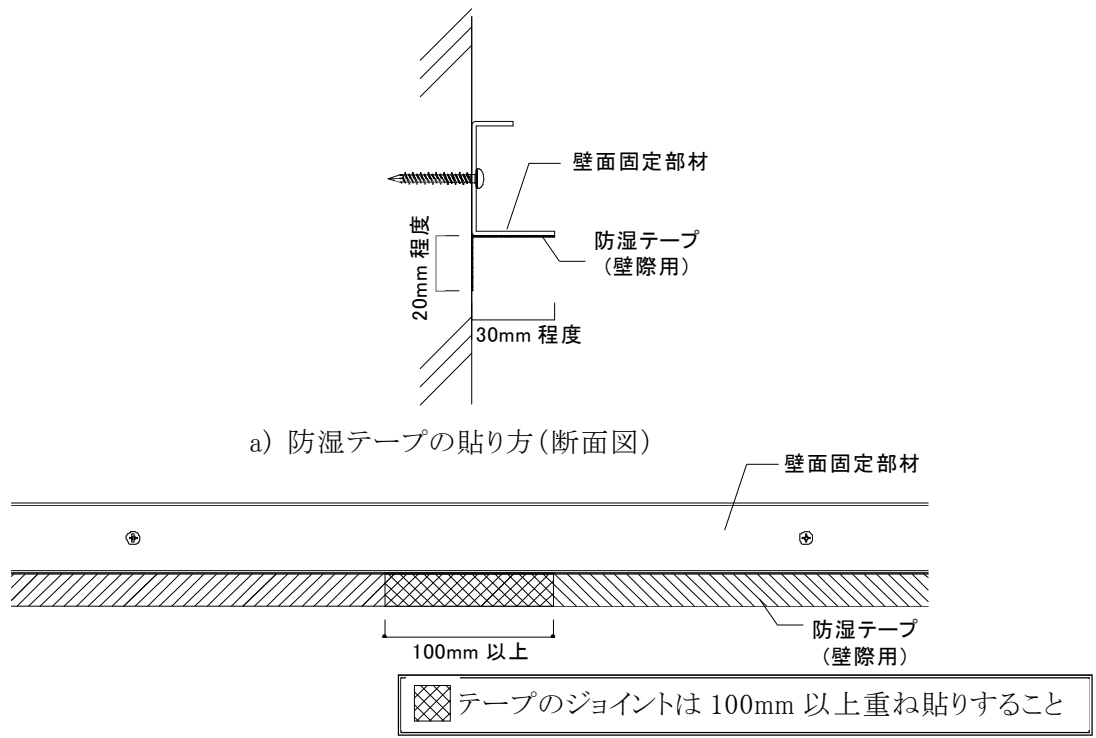 壁面固定部材
防湿テープ
(壁際用)
20mm 程度
30mm 程度
a) 防湿テープの貼り方(断面図)
壁面固定部材
防湿テープ
(壁際用)
100mm 以上
テープのジョイントは 100mm 以上重ね貼りすること